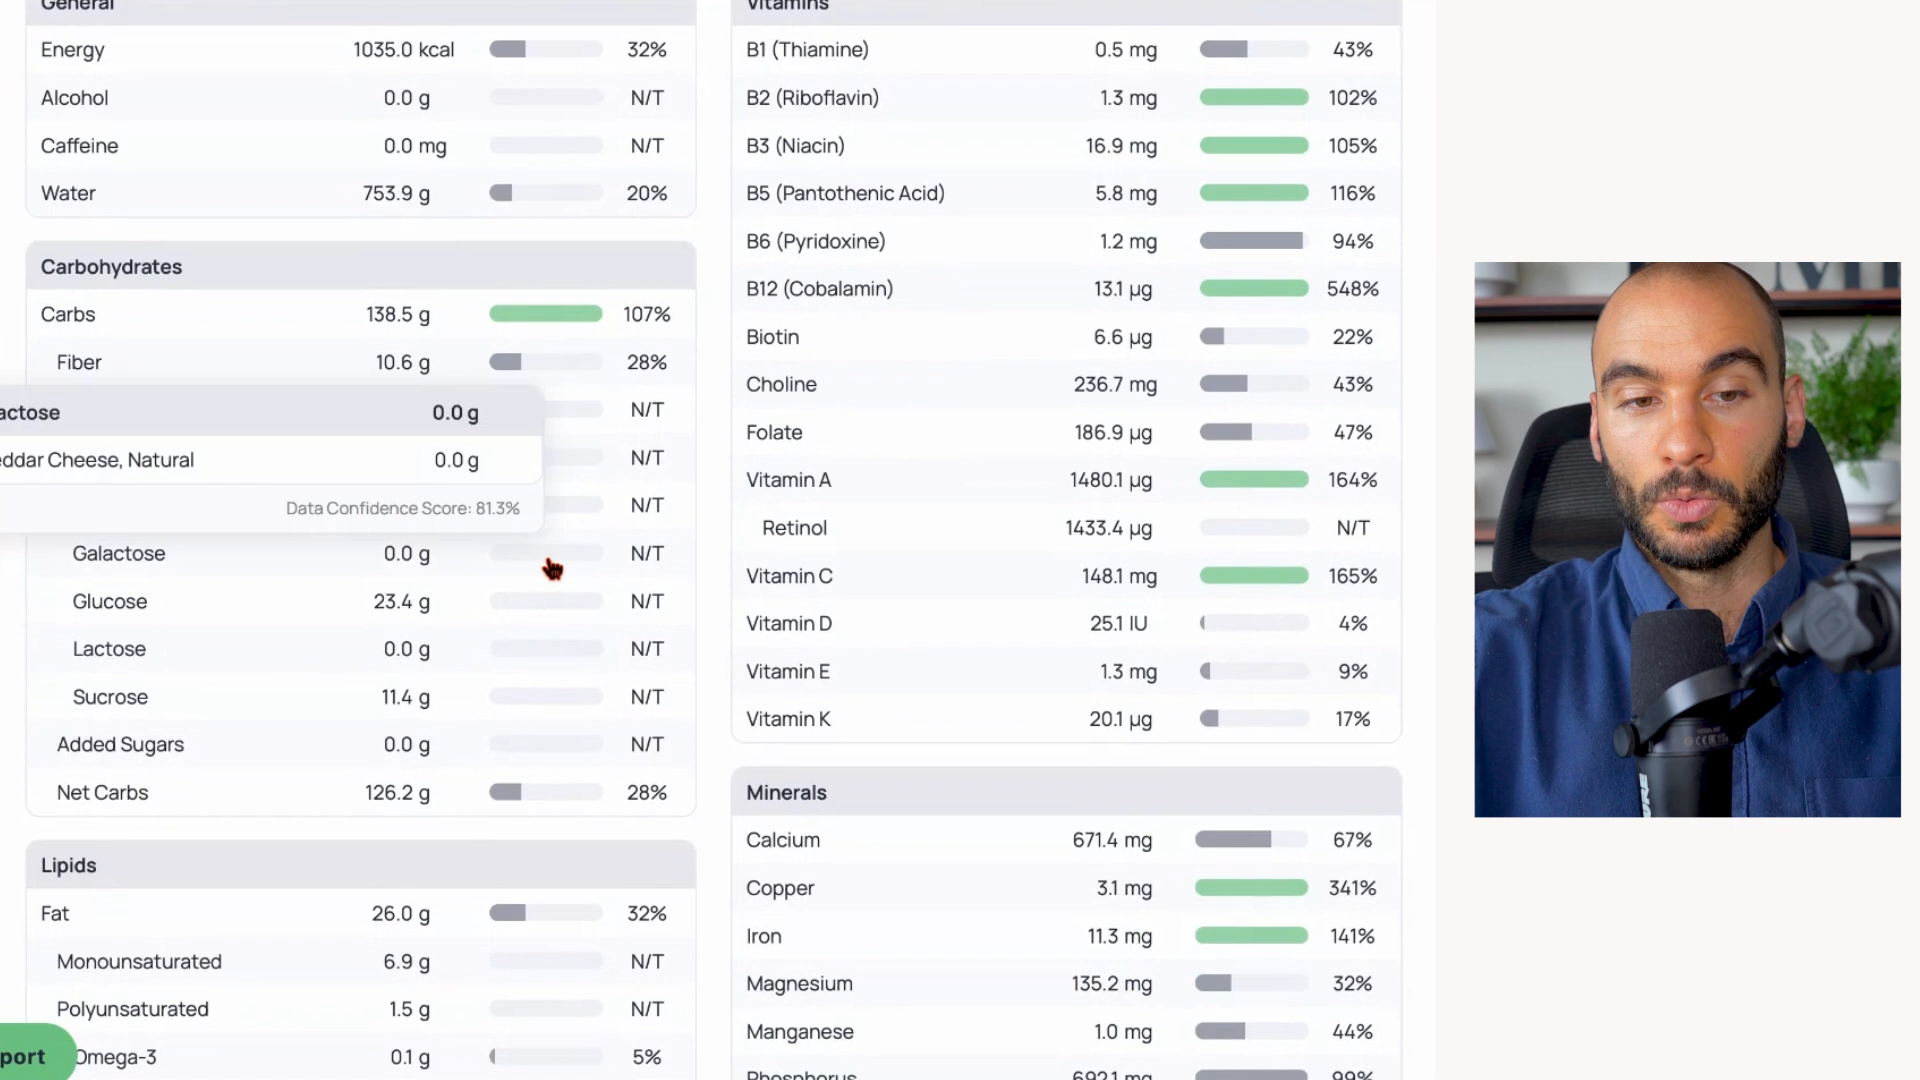 General
Energy 1035.0 kcal 32%
Alcohol 0.0 g N/T
Caffeine 0.0 mg N/T
Water 753.9 g 20%
Carbohydrates
Carbs 138.5 g 107%
Fiber 10.6 g 28%
actose 0.0 g N/T
eddar Cheese, Natural 0.0 g N/T
Data Confidence Score: 81.3% N/T
Galactose 0.0 g N/T
Glucose 23.4 g N/T
Lactose 0.0 g N/T
Sucrose 11.4 g N/T
Added Sugars 0.0 g N/T
Net Carbs 126.2 g 28%
Lipids
Fat 26.0 g 32%
Monounsaturated 6.9 g N/T
Polyunsaturated 1.5 g N/T
port
Omega-3 0.1 g 5%
Vitamins
B1 (Thiamine) 0.5 mg 43%
B2 (Riboflavin) 1.3 mg 102%
B3 (Niacin) 16.9 mg 105%
B5 (Pantothenic Acid) 5.8 mg 116%
B6 (Pyridoxine) 1.2 mg 94%
B12 (Cobalamin) 13.1 µg 548%
Biotin 6.6 µg 22%
Choline 236.7 mg 43%
Folate 186.9 µg 47%
Vitamin A 1480.1 µg 164%
Retinol 1433.4 µg N/T
Vitamin C 148.1 mg 165%
Vitamin D 25.1 IU 4%
Vitamin E 1.3 mg 9%
Vitamin K 20.1 µg 17%
Minerals
Calcium 671.4 mg 67%
Copper 3.1 mg 341%
Iron 11.3 mg 141%
Magnesium 135.2 mg 32%
Manganese 1.0 mg 44%
Phosphorus 692.1 mg 99%